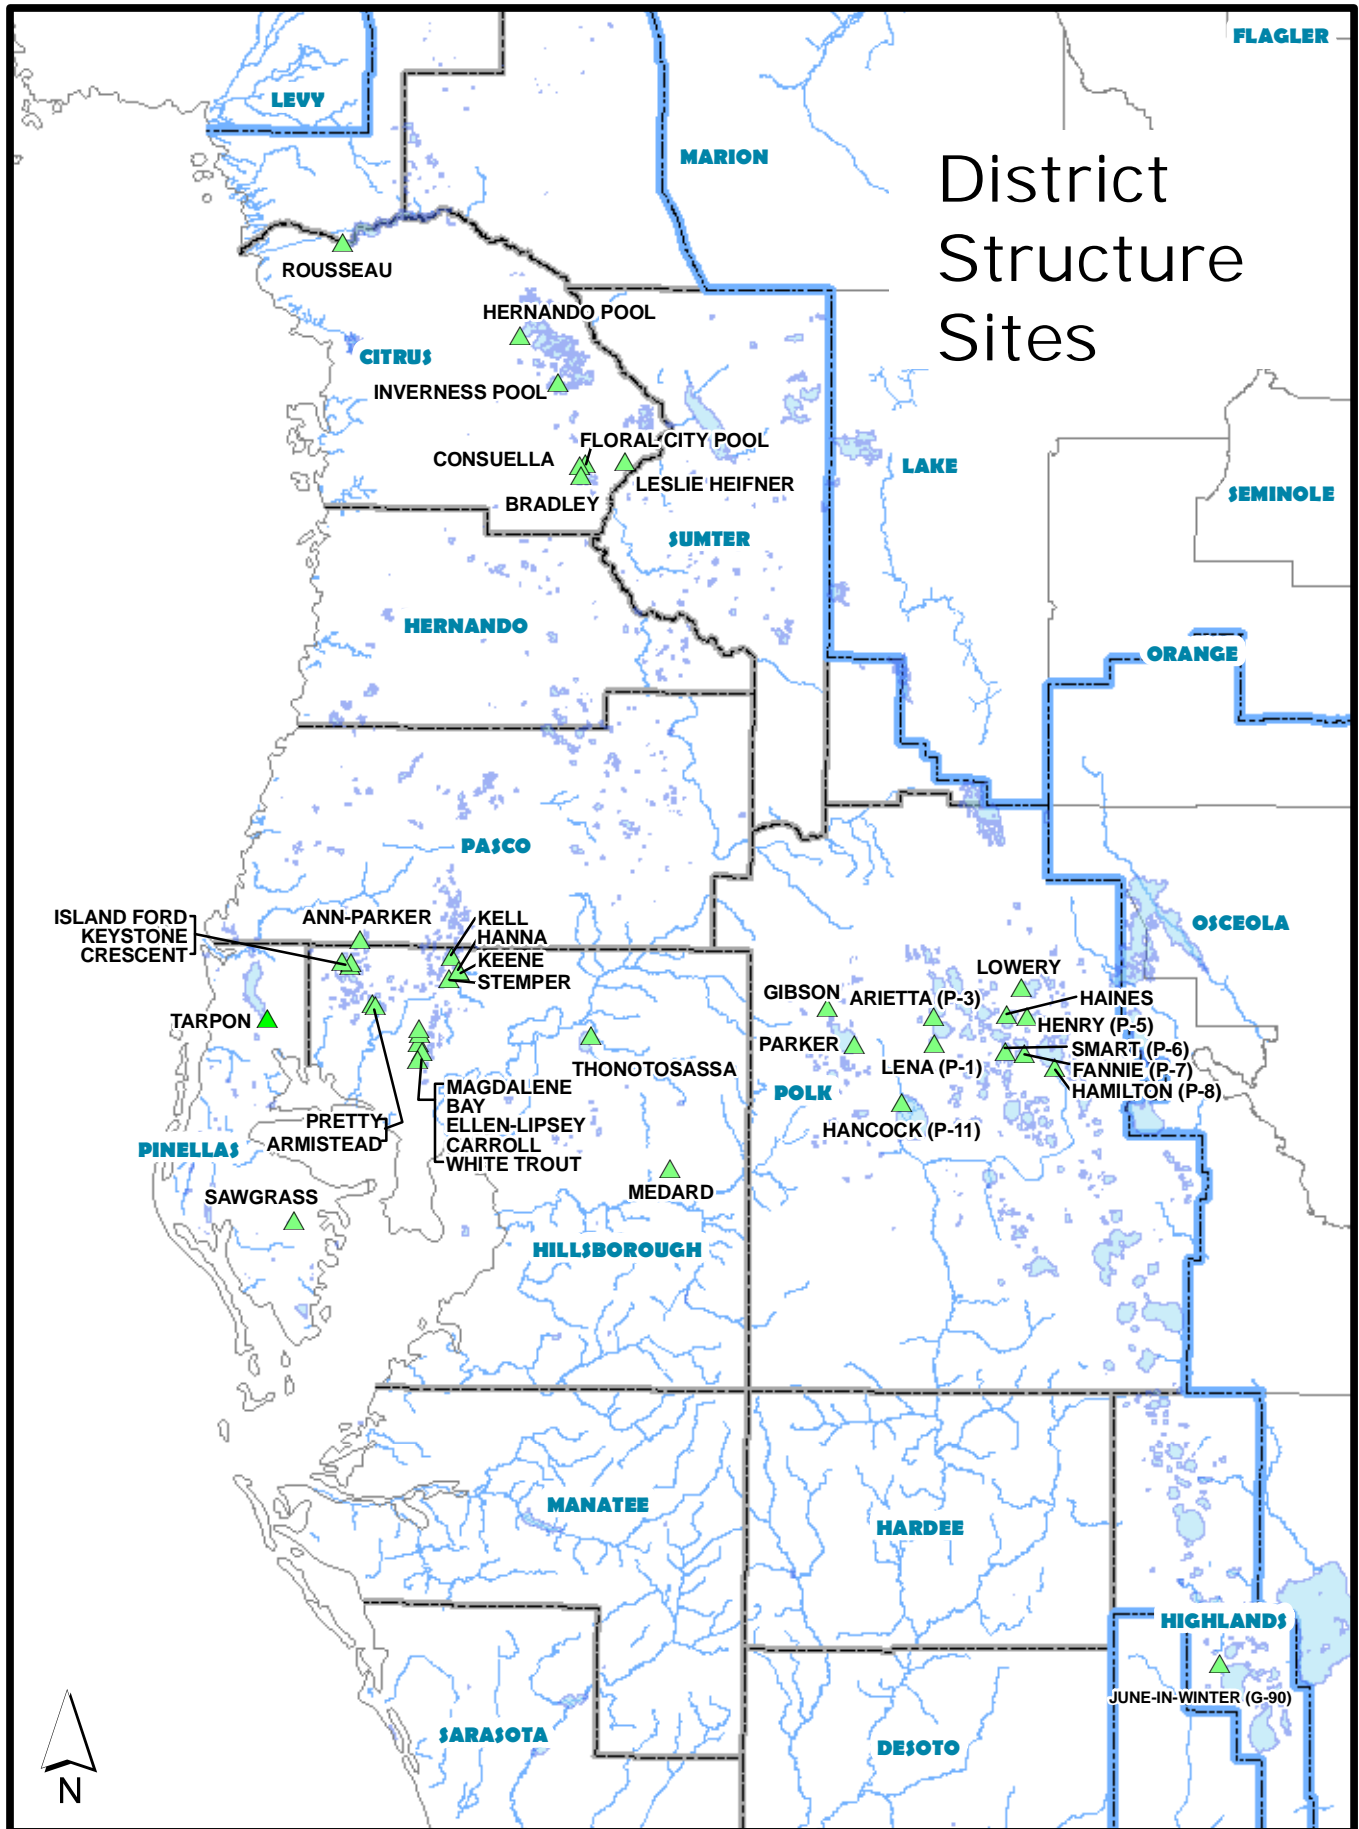 FLAGLER
LEVY
MARION
District
Structure
Sites
ROUSSEAU
HERNANDO POOL
CITRUS
INVERNESS POOL
FLORAL CITY POOL
CONSUELLA
LESLIE HEIFNER
BRADLEY
LAKE
SEMINOLE
SUMTER
HERNANDO
ORANGE
PASCO
ISLAND FORD
KEYSTONE
CRESCENT
ANN-PARKER
KELL
HANNA
KEENE
STEMPER
OSCEOLA
LOWERY
GIBSON
ARIETTA (P-3)
HAINES
HENRY (P-5)
TARPON
PARKER
SMART (P-6)
THONOTOSASSA
LENA (P-1)
FANNIE (P-7)
HAMILTON (P-8)
POLK
MAGDALENE
BAY
ELLEN-LIPSEY
CARROLL
WHITE TROUT
PRETTY
ARMISTEAD
HANCOCK (P-11)
PINELLAS
SAWGRASS
MEDARD
HILLSBOROUGH
MANATEE
HARDEE
HIGHLANDS
JUNE-IN-WINTER (G-90)
SARASOTA
DESOTO
N